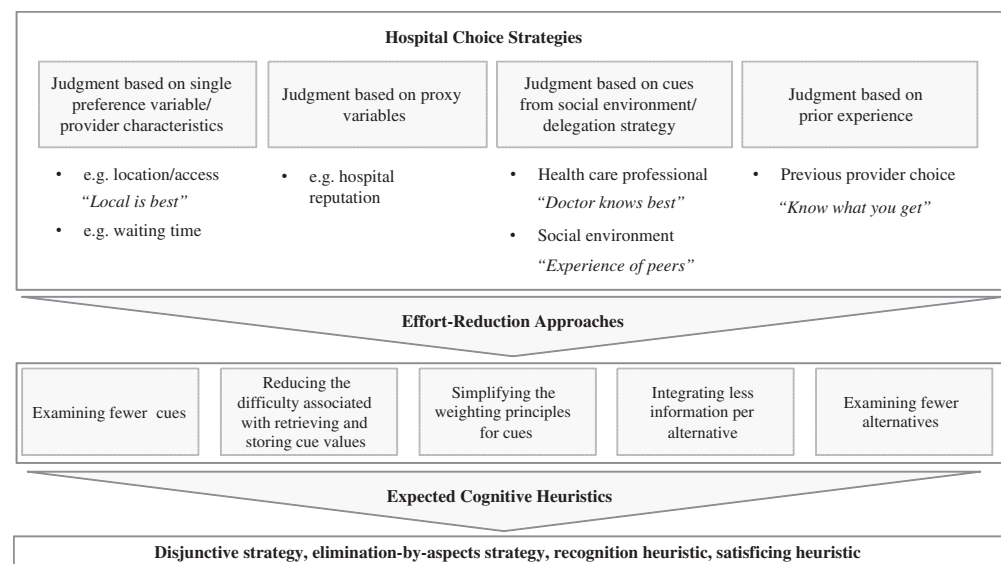 Hospital Choice Strategies
Judgment based on single
preference variable/
provider characteristics
Judgment based on proxy
variables
Judgment based on cues
from social environment/
delegation strategy
Judgment based on
prior experience
• e.g. location/access
“Local is best”
• e.g. waiting time
• e.g. hospital
reputation
• Health care professional
“Doctor knows best”
• Social environment
“Experience of peers”
• Previous provider choice
“Know what you get”
Effort-Reduction Approaches
Examining fewer cues
Reducing the
difficulty associated
with retrieving and
storing cue values
Simplifying the
weighting principles
for cues
Integrating less
information per
alternative
Examining fewer
alternatives
Expected Cognitive Heuristics
Disjunctive strategy, elimination-by-aspects strategy, recognition heuristic, satisficing heuristic